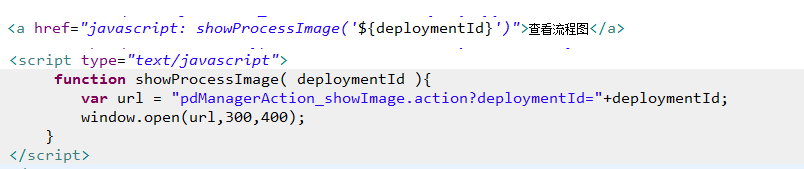 <a href="javascript: showProcessImage('${deploymentId}')">查看流程图</a>
<script type="text/javascript">
function showProcessImage( deploymentId ){
var url = "pdManagerAction_showImage.action?deploymentId="+deploymentId;
window.open(url,300,400);
}
</script>